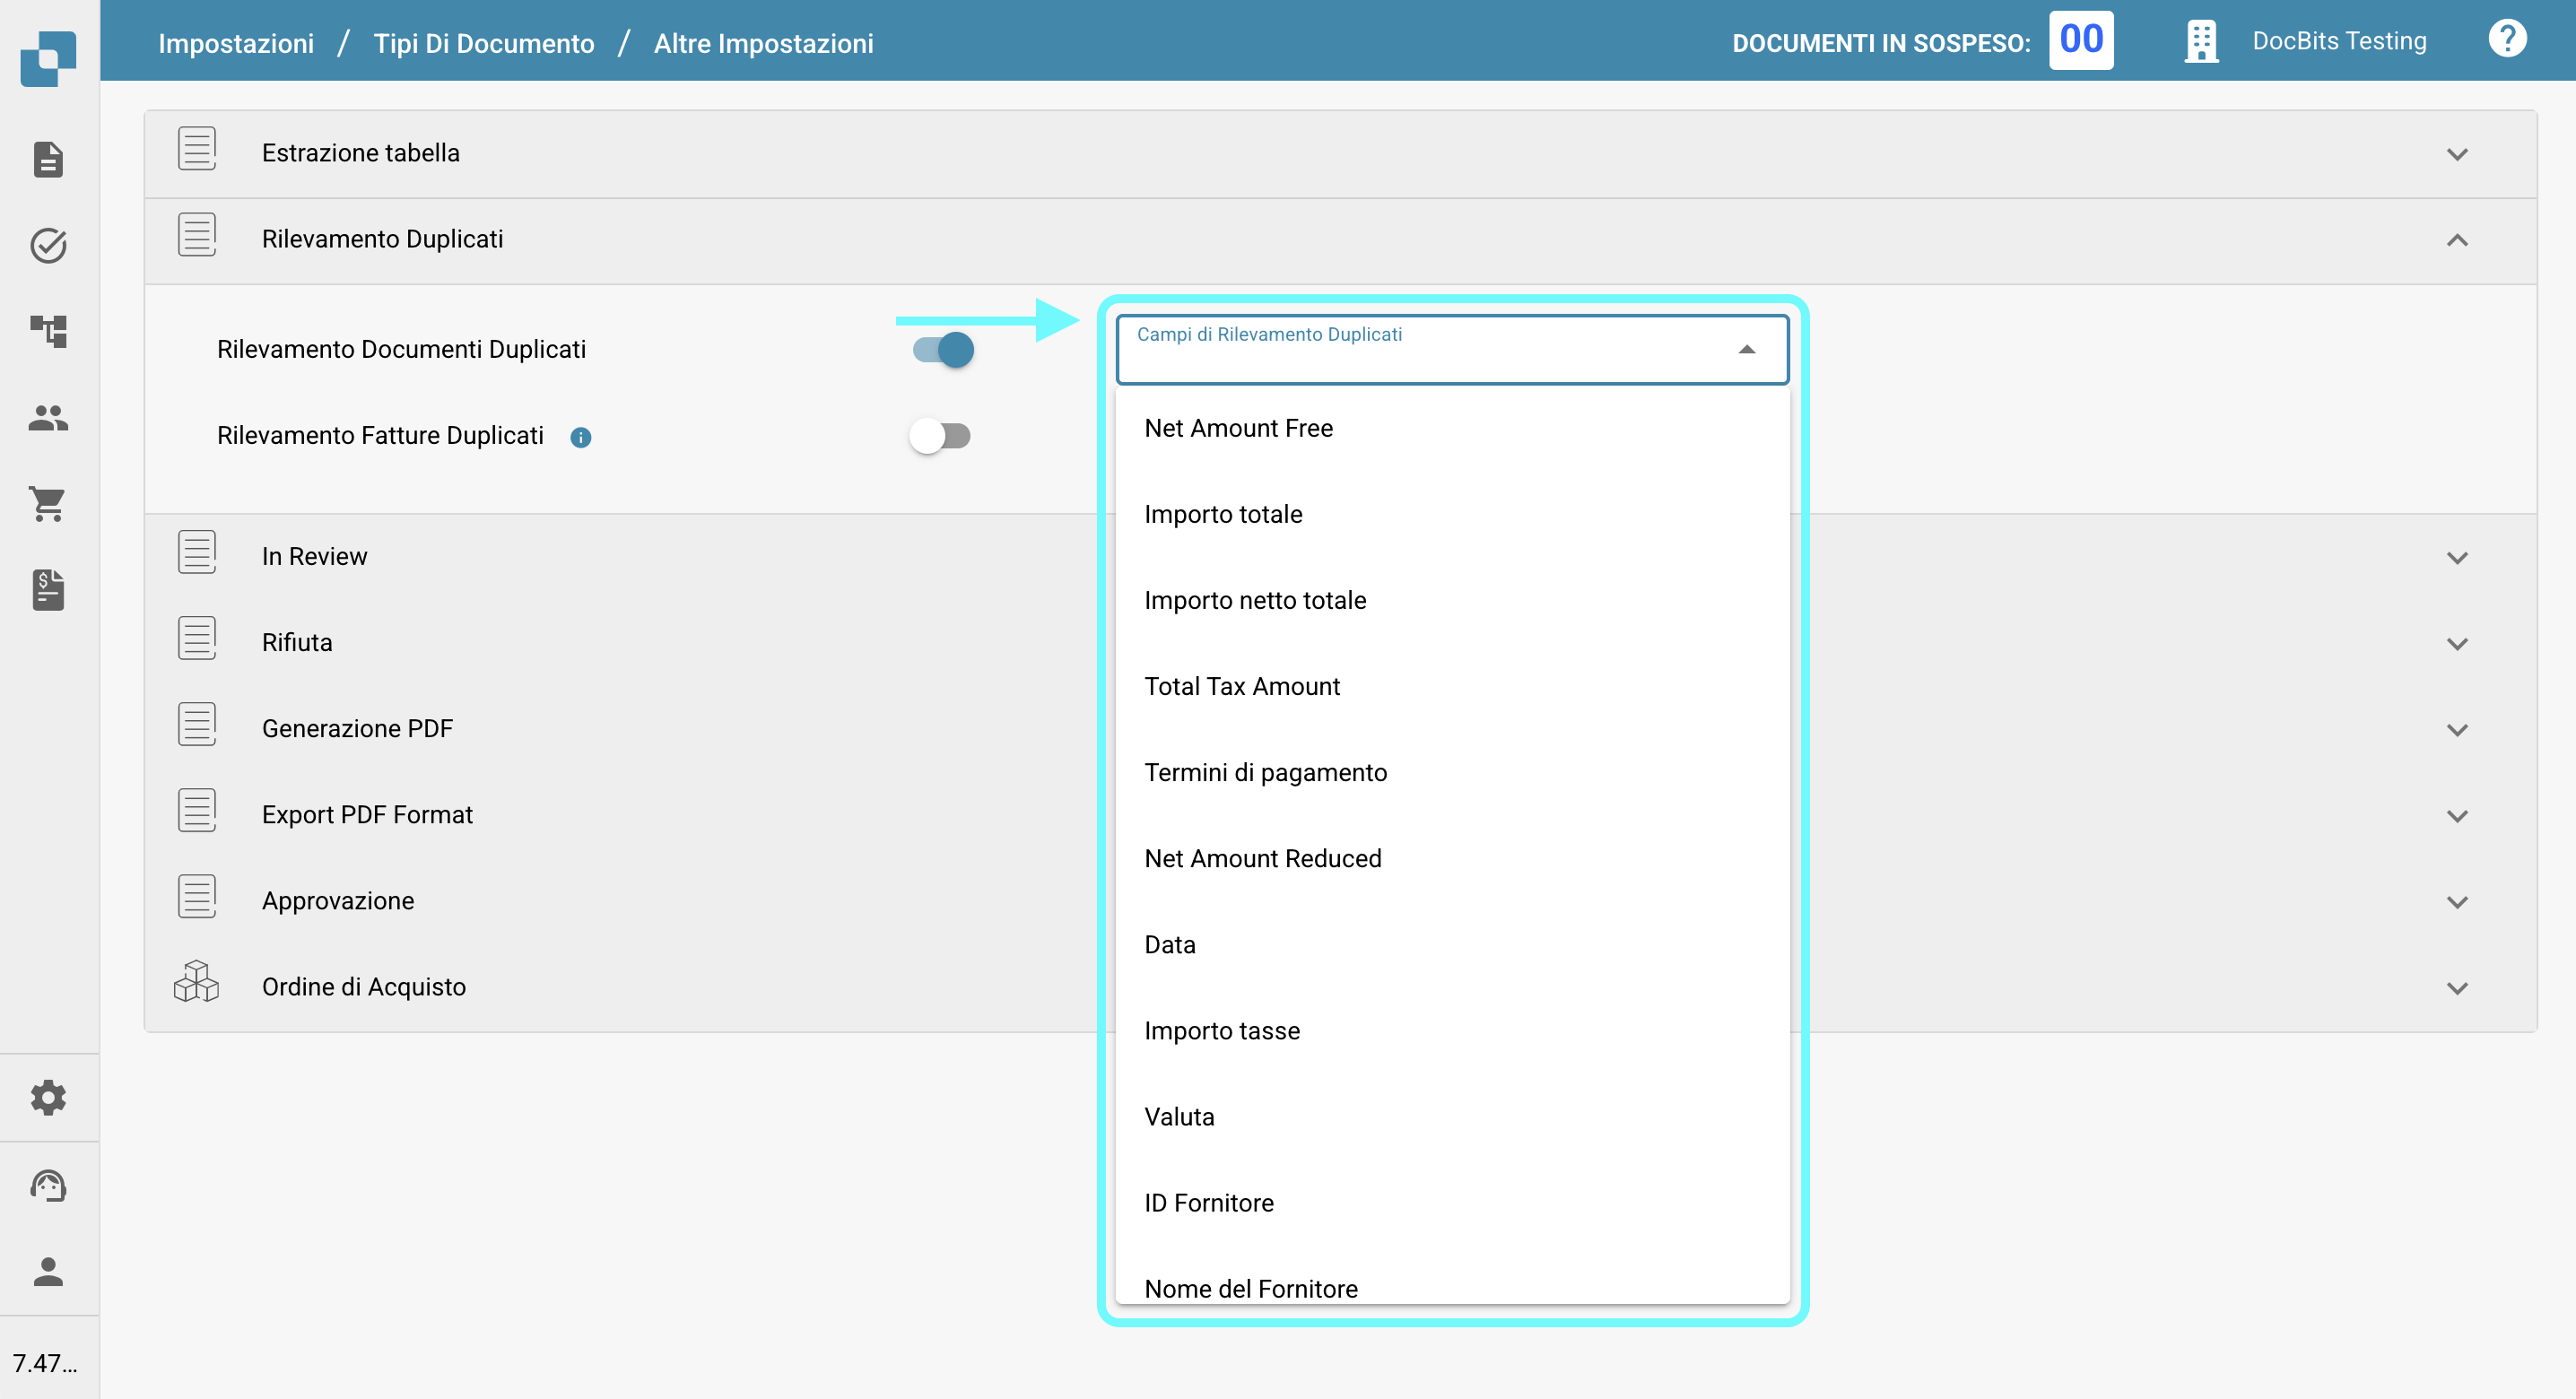 Impostazioni / Tipi Di Documento / Altre Impostazioni
DOCUMENTI IN SOSPESO: 00
DocBits Testing
?
Estrazione tabella
Rilevamento Duplicati
Rilevamento Documenti Duplicati
Rilevamento Fatture Duplicati i
Campi di Rilevamento Duplicati
Net Amount Free
Importo totale
Importo netto totale
Total Tax Amount
Termini di pagamento
Net Amount Reduced
Data
Importo tasse
Valuta
ID Fornitore
Nome del Fornitore
In Review
Rifiuta
Generazione PDF
Export PDF Format
Approvazione
Ordine di Acquisto
7.47...